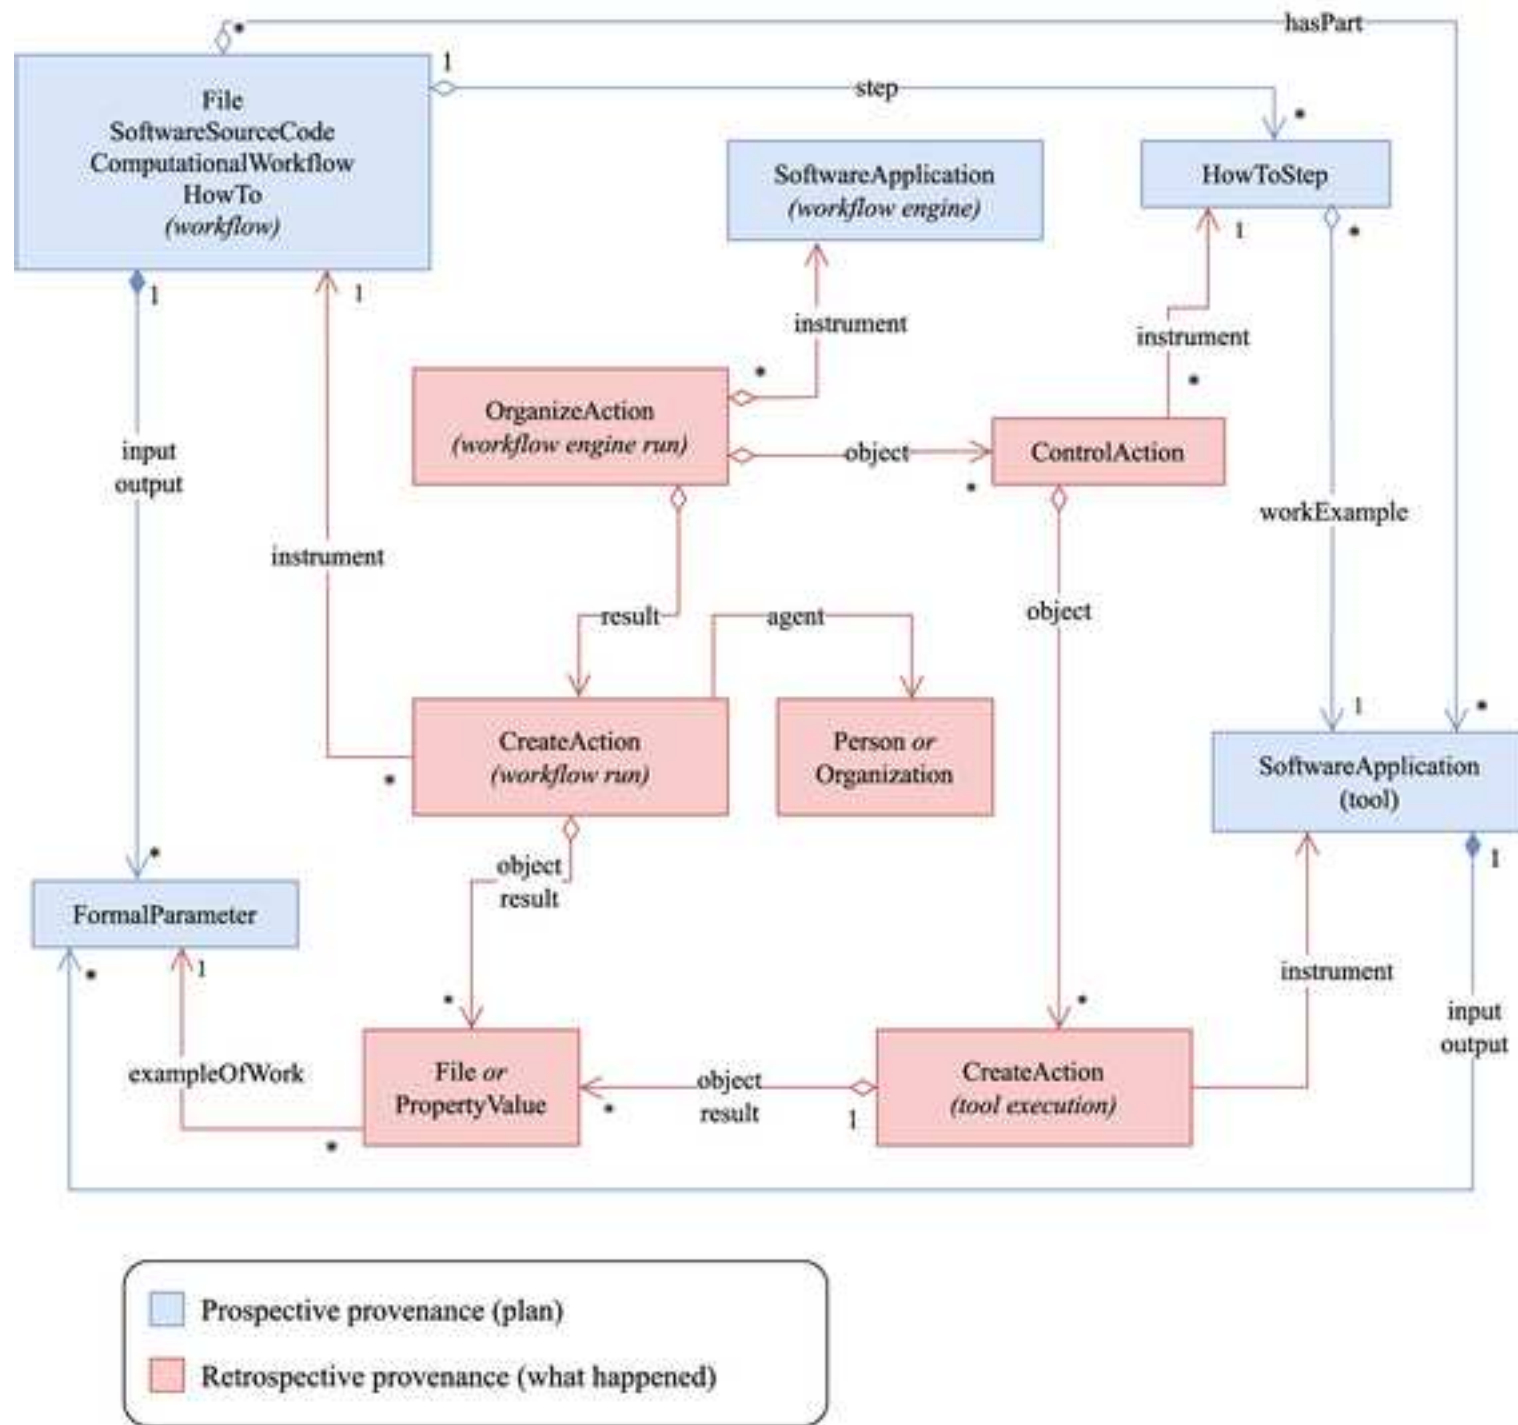 *
hasPart
1
File
SoftwareSourceCode
ComputationalWorkflow
HowTo
(workflow)
step
*
SoftwareApplication
(workflow engine)
HowToStep
1
*
1
1
instrument
instrument
*
*
OrganizeAction
(workflow engine run)
object
*
ControlAction
input
output
workExample
instrument
result
agent
object
1
*
CreateAction
(workflow run)
*
Person or
Organization
SoftwareApplication
(tool)
*
object
result
1
FormalParameter
*
1
*
*
instrument
input
output
exampleOfWork
File or
PropertyValue
*
*
object
result
1
CreateAction
(tool execution)
Prospective provenance (plan)
Retrospective provenance (what happened)